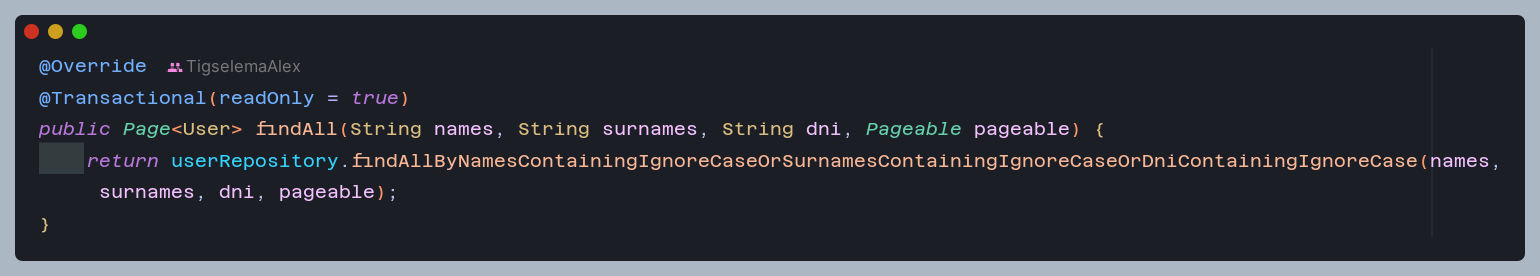 @Override TigselemaAlex
@Transactional(readOnly = true)
public Page<User> findAll(String names, String surnames, String dni, Pageable pageable) {
return userRepository.findAllByNamesContainingIgnoreCaseOrSurnamesContainingIgnoreCaseOrDniContainingIgnoreCase(names,
surnames, dni, pageable);
}